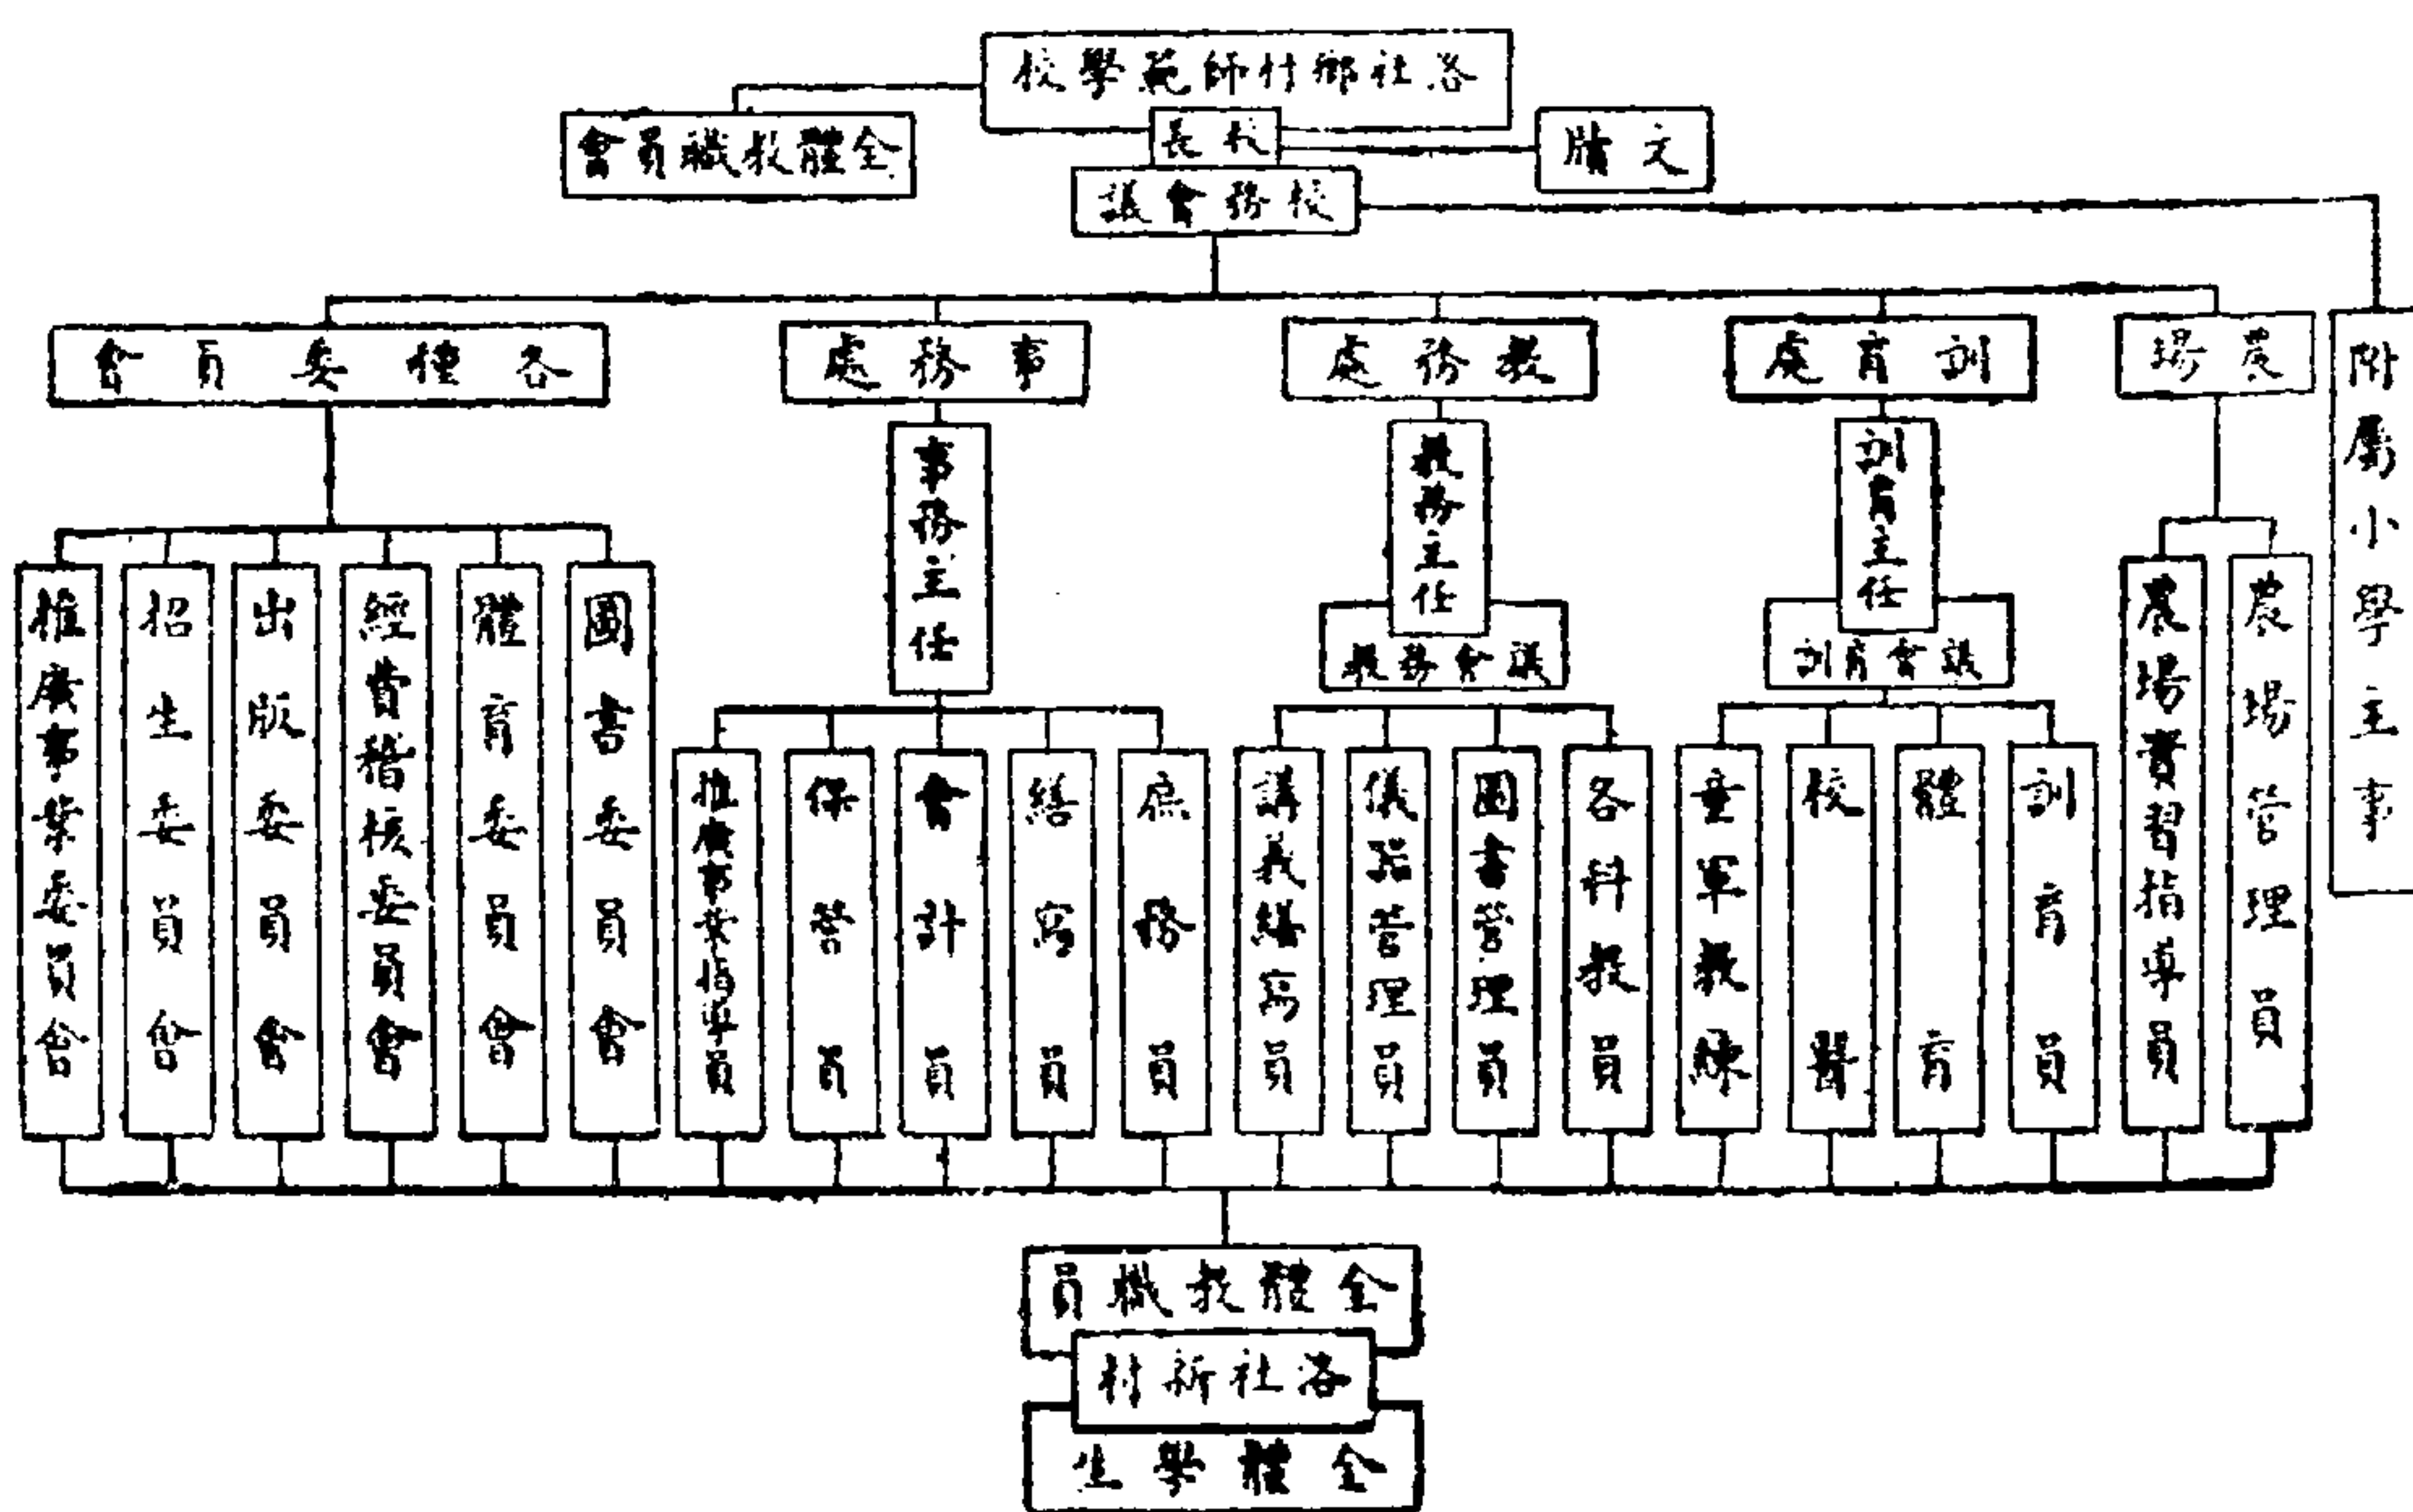 洛社鄉村師範學校
校長
文牘
全體教職員會
校務會議
附屬小學主事
農場
訓育處
教務處
事務處
各種委員會
訓育主任
訓育會議
教務主任
教務會議
事務主任
農場管理員
農場實習指導員
訓育員
體育
校醫
童軍教練
各科教員
圖書管理員
儀器管理員
講義繕寫員
庶務員
繕寫員
會計員
保管員
推廣事業指導員
圖書委員會
體育委員會
經費稽核委員會
出版委員會
招生委員會
推廣事業委員會
全體教職員
洛社新村
全體學生